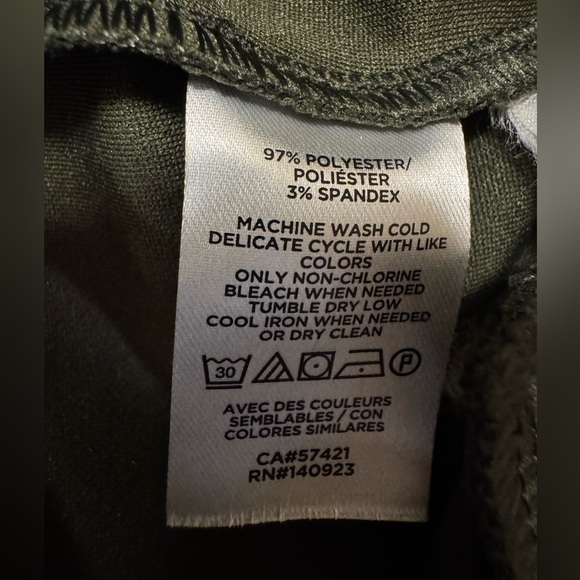 97% POLYESTER/
POLIÉSTER
3% SPANDEX
MACHINE WASH COLD
DELICATE CYCLE WITH LIKE
COLORS
ONLY NON-CHLORINE
BLEACH WHEN NEEDED
TUMBLE DRY LOW
COOL IRON WHEN NEEDED
OR DRY CLEAN
30 P
AVEC DES COULEURS
SEMBLABLES / CON
COLORES SIMILARES
CA#57421
RN#140923